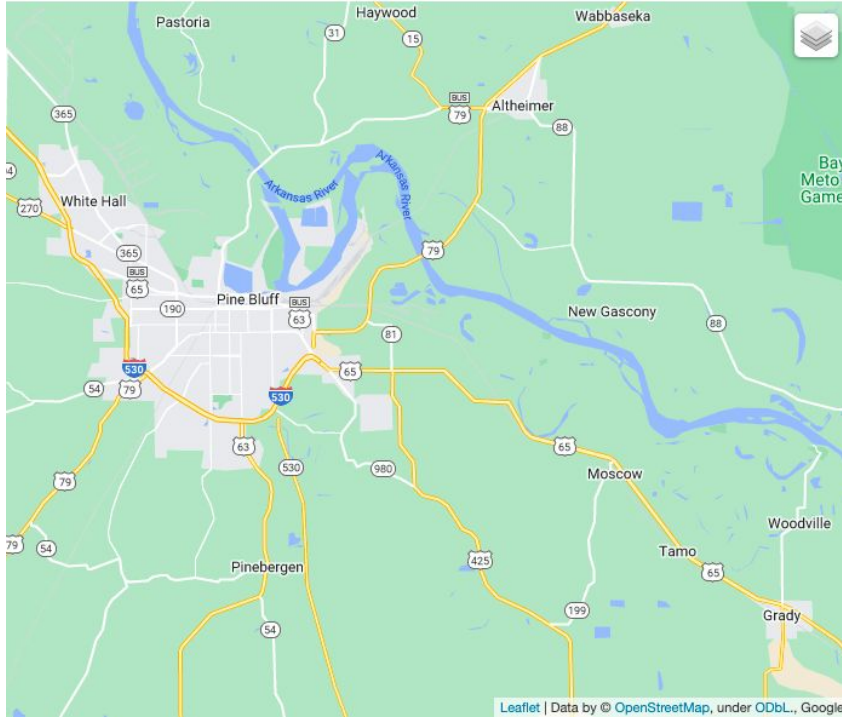 Pastoria
Haywood
Wabbaseka
31
15
BUS
79
Altheimer
365
88
Arkansas River
Arkansas River
Bay
Meto
Game
White Hall
270
365
79
BUS
65
Pine Bluff
BUS
63
190
New Gascony
88
81
530
54
79
65
530
63
530
980
65
Moscow
79
54
79
Woodville
Pinebergen
425
Tamo
65
199
Grady
54
Leaflet | Data by © OpenStreetMap, under ODbL., Google